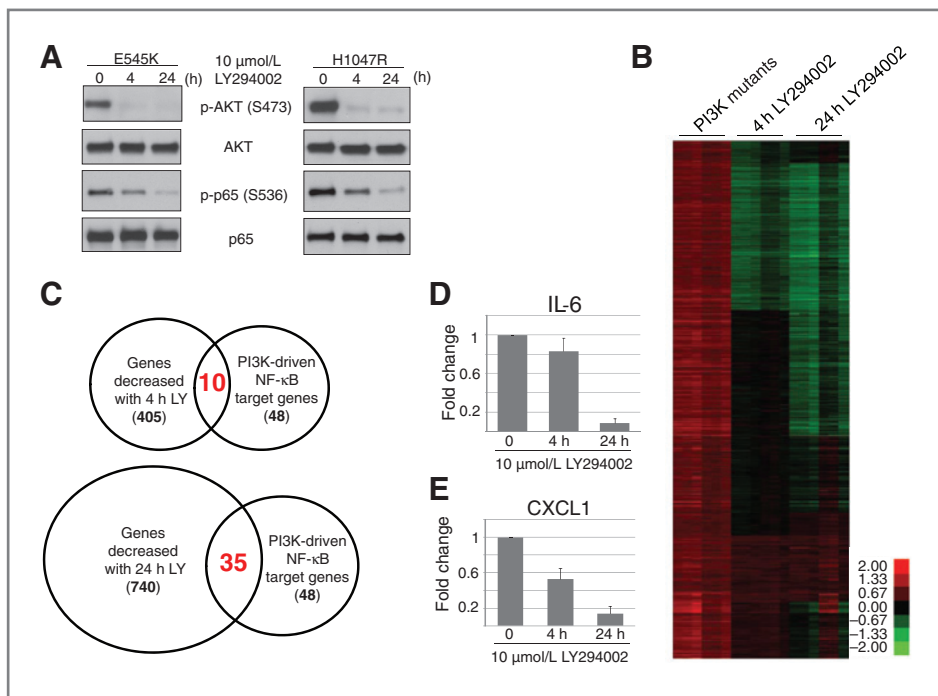 A
E545K
10 μmol/L
LY294002
H1047R
0 4 24 (h)
0 4 24 (h)
p-AKT (S473)
AKT
p-p65 (S536)
p65
B
PI3K mutants
4 h LY294002
24 h LY294002
2.00
1.33
0.67
0.00
−0.67
−1.33
−2.00
C
Genes
decreased
with 4 h LY
(405)
10
PI3K-driven
NF-κB
target genes
(48)
Genes
decreased
with 24 h LY
(740)
35
PI3K-driven
NF-κB
target genes
(48)
D
IL-6
Fold change
1
0.6
0.2
0 4 h 24 h
10 μmol/L LY294002
E
CXCL1
Fold change
1
0.6
0.2
0 4 h 24 h
10 μmol/L LY294002